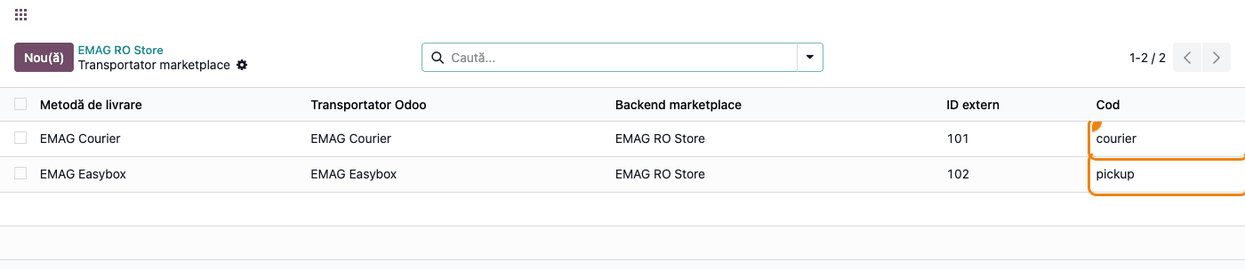 Nou(ă)
EMAG RO Store
Transportator marketplace
Caută...
1-2 / 2
Metodă de livrare Transportator Odoo Backend marketplace ID extern Cod
EMAG Courier EMAG Courier EMAG RO Store 101 courier
EMAG Easybox EMAG Easybox EMAG RO Store 102 pickup